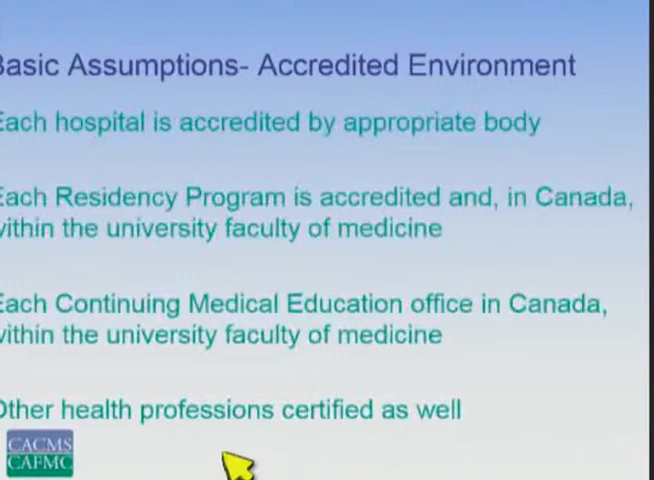 Basic Assumptions- Accredited Environment
Each hospital is accredited by appropriate body
Each Residency Program is accredited and, in Canada,
within the university faculty of medicine
Each Continuing Medical Education office in Canada,
within the university faculty of medicine
Other health professions certified as well
CACMS
CAFMC